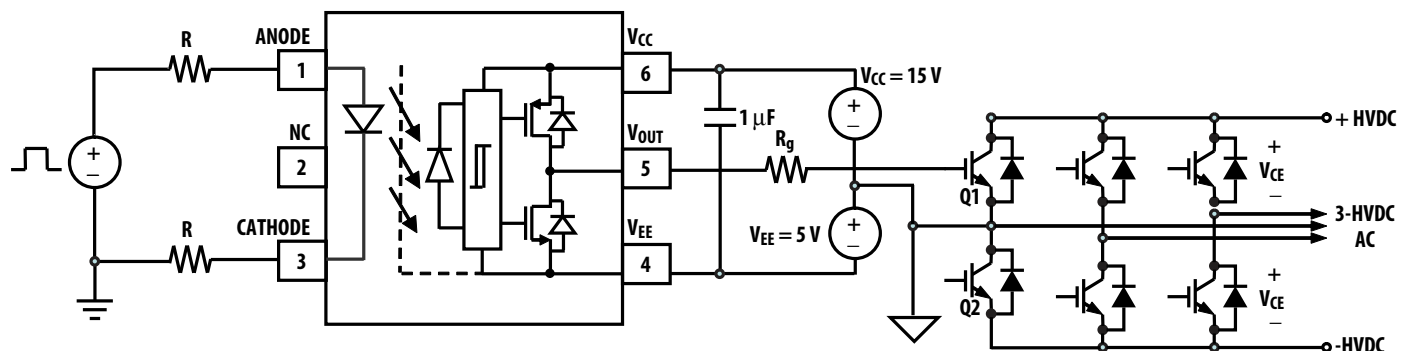 R
ANODE
1
NC
2
R
CATHODE
3
VCC
6
VOUT
5
VEE
4
1 μF
VCC = 15 V
+
−
Rg
VEE = 5 V
+
−
+
−
Q1
Q2
+ HVDC
+
VCE
−
3-HVDC
AC
+
VCE
−
-HVDC